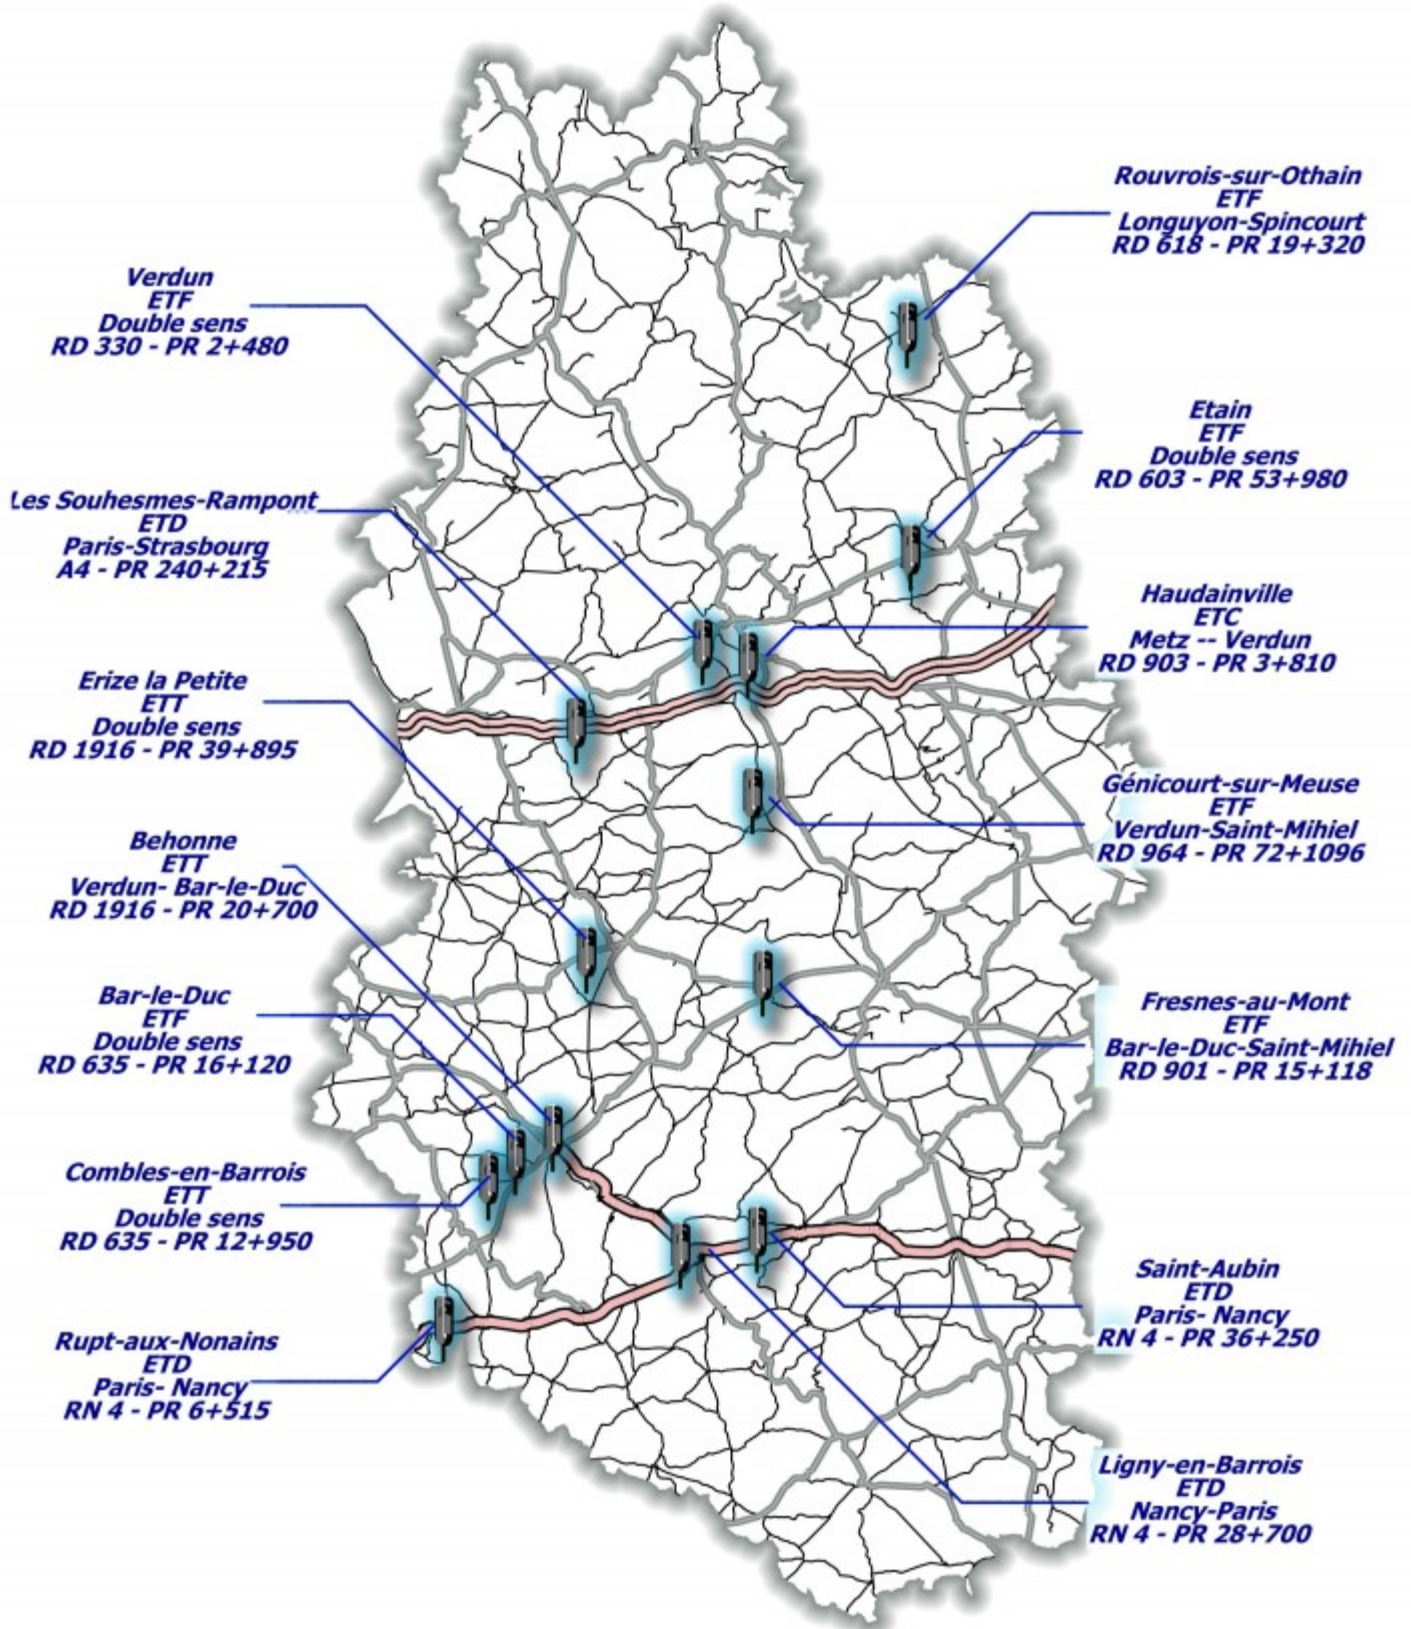 Rouvrois-sur-Othain
ETF
Longuyon-Spincourt
RD 618 - PR 19+320
Verdun
ETF
Double sens
RD 330 - PR 2+480
Etain
ETF
Double sens
RD 603 - PR 53+980
Les Souhesmes-Rampont
ETD
Paris-Strasbourg
A4 - PR 240+215
Haudainville
ETC
Metz -- Verdun
RD 903 - PR 3+810
Erize la Petite
ETT
Double sens
RD 1916 - PR 39+895
Génicourt-sur-Meuse
ETF
Verdun-Saint-Mihiel
RD 964 - PR 72+1096
Behonne
ETT
Verdun- Bar-le-Duc
RD 1916 - PR 20+700
Bar-le-Duc
ETF
Double sens
RD 635 - PR 16+120
Fresnes-au-Mont
ETF
Bar-le-Duc-Saint-Mihiel
RD 901 - PR 15+118
Combles-en-Barrois
ETT
Double sens
RD 635 - PR 12+950
Saint-Aubin
ETD
Paris- Nancy
RN 4 - PR 36+250
Rupt-aux-Nonains
ETD
Paris- Nancy
RN 4 - PR 6+515
Ligny-en-Barrois
ETD
Nancy-Paris
RN 4 - PR 28+700